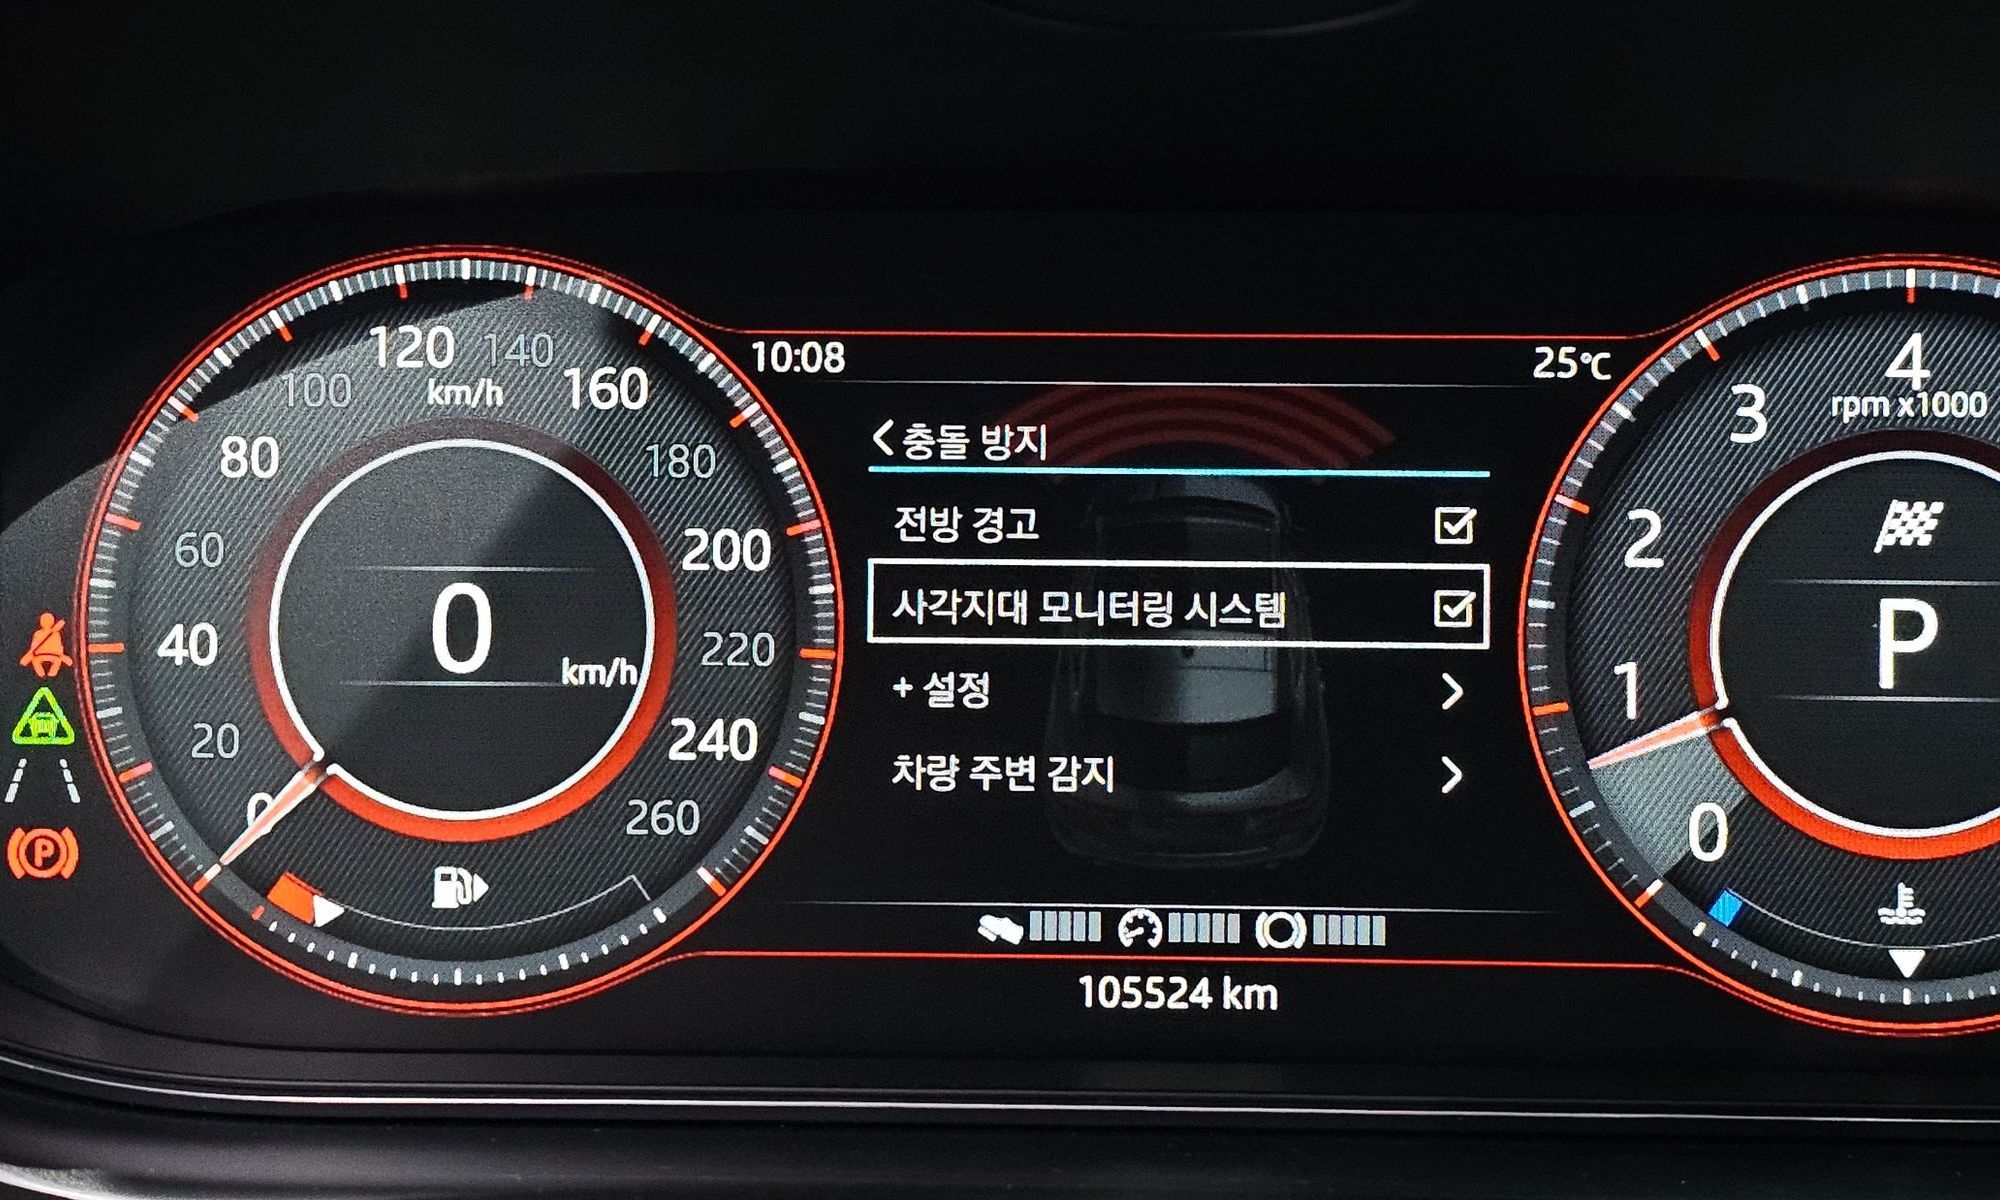 10:08
25°C
충돌 방지
전방 경고
사각지대 모니터링 시스템
+ 설정
차량 주변 감지
105524 km
0
20
40
60
80
100
120
140
160
180
200
220
240
260
km/h
0
km/h
P
0
1
2
3
4
rpm x1000
P